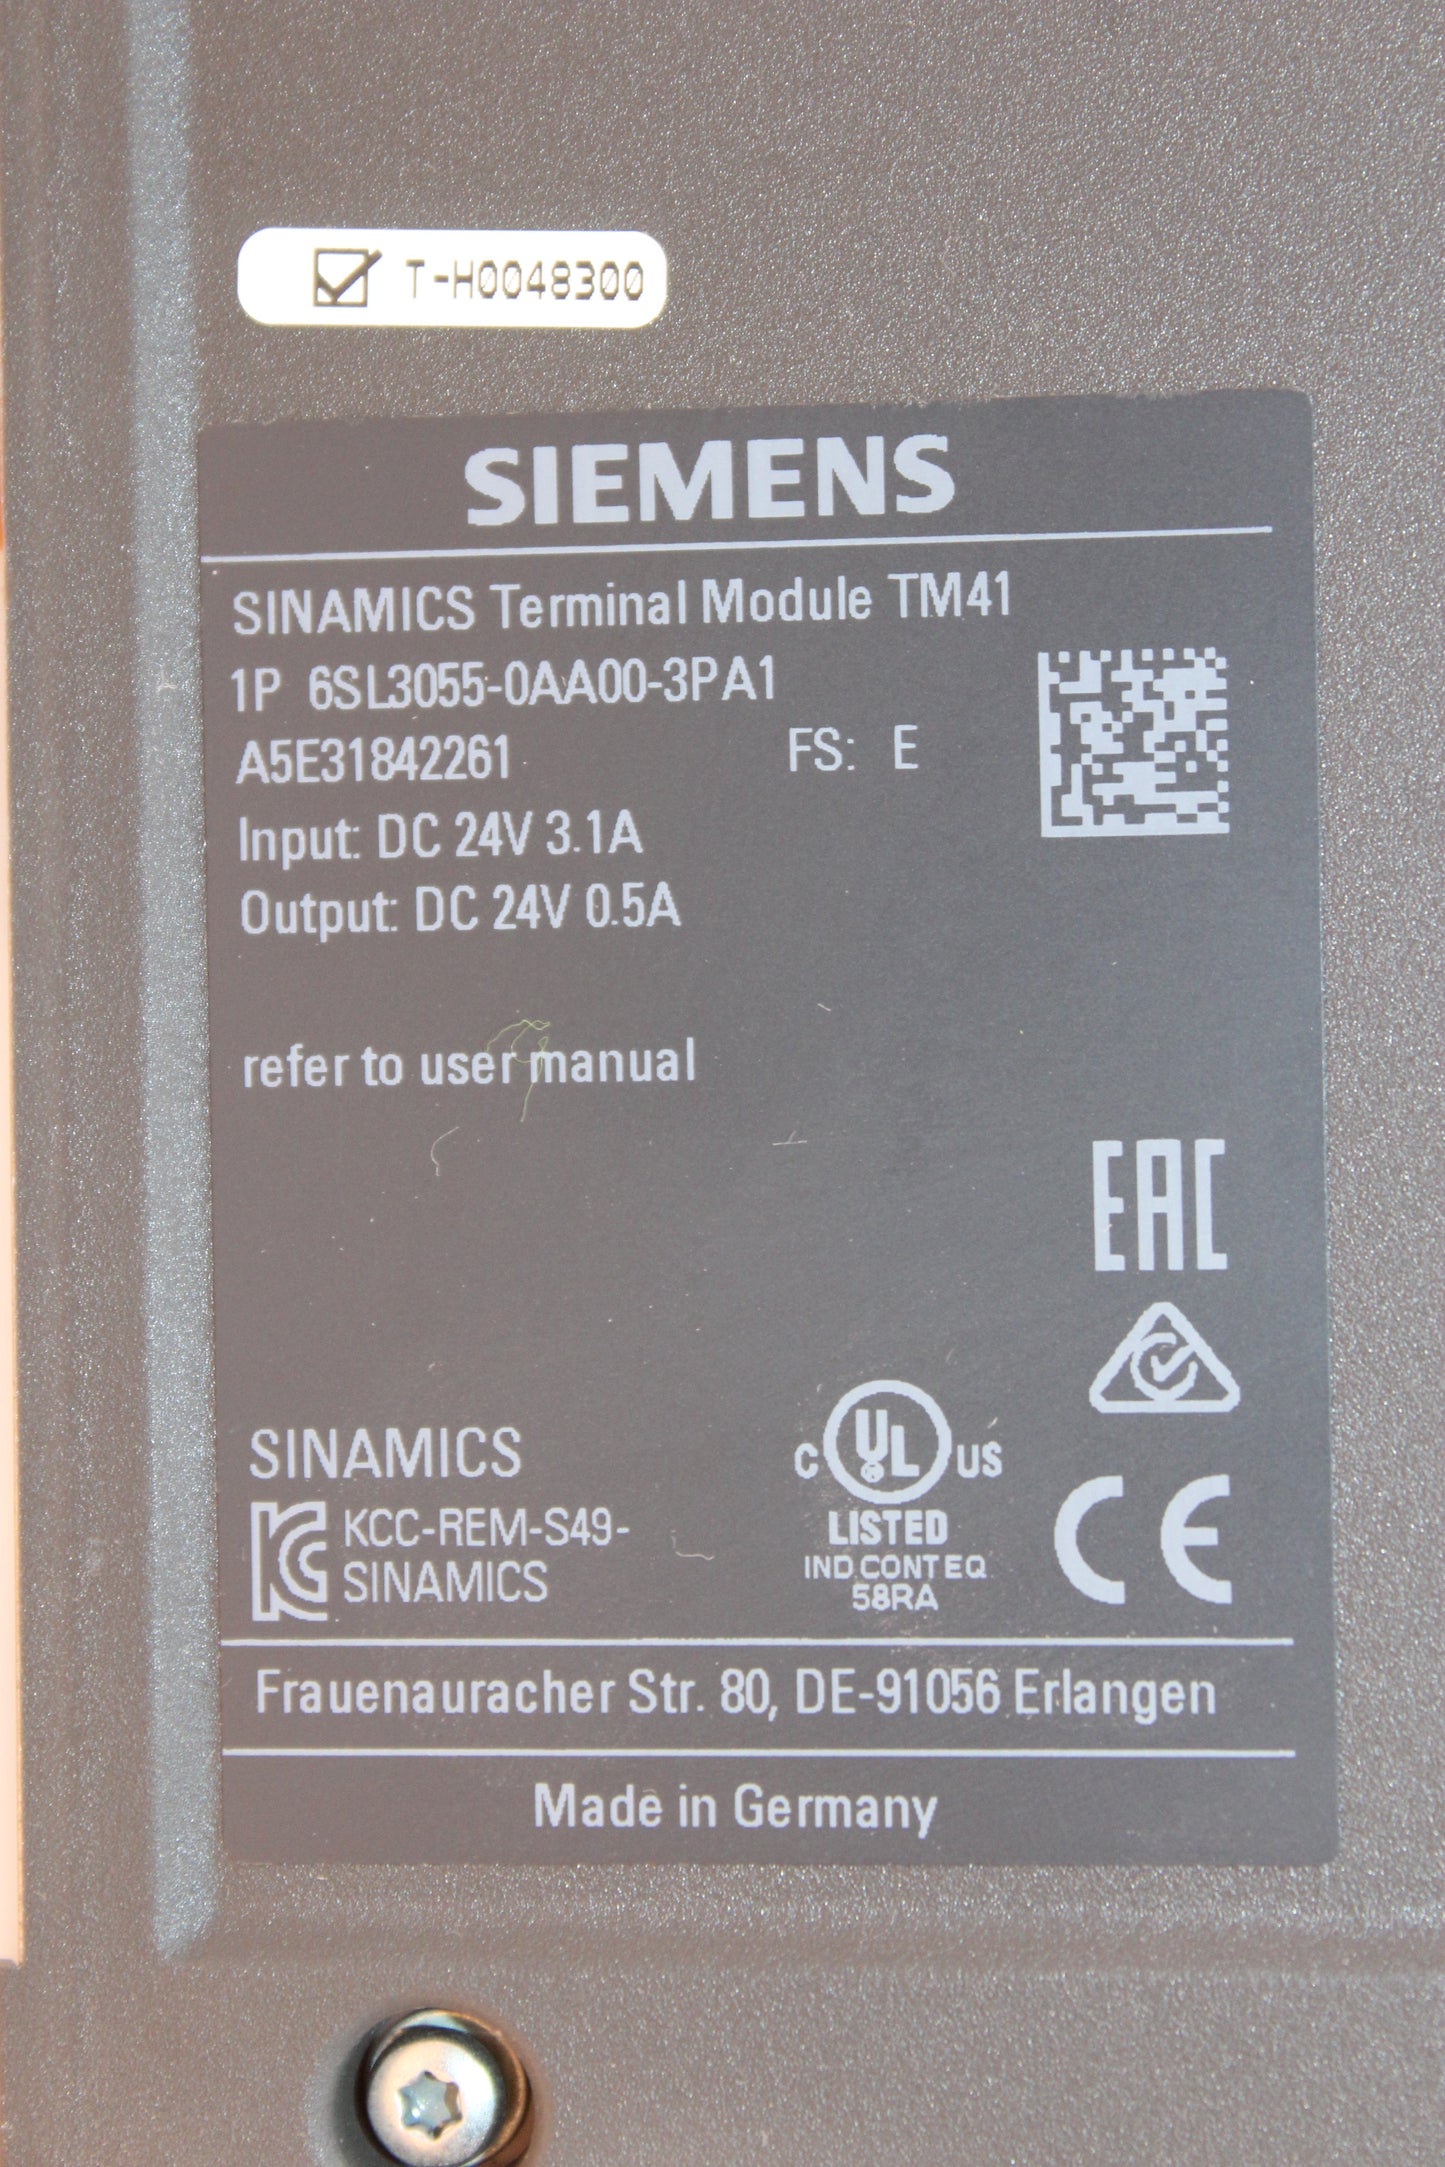 T-H0048300
SIEMENS
SINAMICS Terminal Module TM41
1P 6SL3055-0AA00-3PA1
A5E31842261 FS: E
Input: DC 24V 3.1A
Output: DC 24V 0.5A
refer to user manual
EAC
SINAMICS
KCC-REM-S49-
SINAMICS
C UL US
LISTED
IND.CONT.EQ.
58RA
CE
Frauenauracher Str. 80, DE-91056 Erlangen
Made in Germany